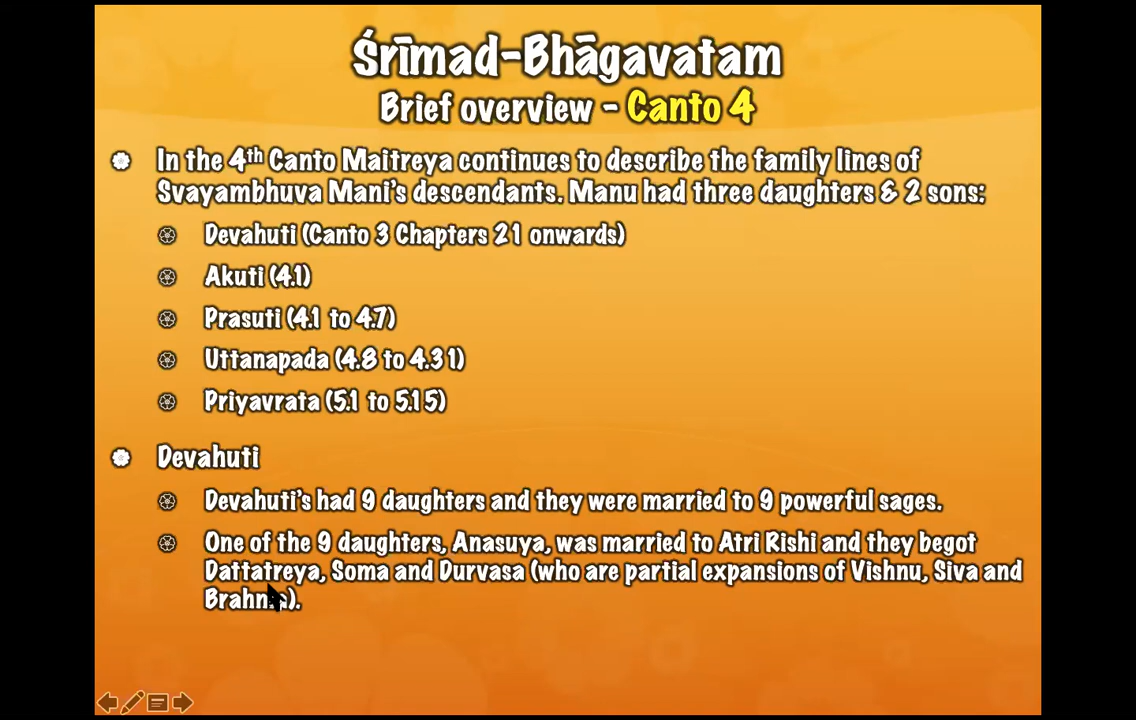 Śrīmad-Bhāgavatam
Brief overview - Canto 4
In the 4th Canto Maitreya continues to describe the family lines of
Svayambhuva Mani's descendants. Manu had three daughters & 2 sons:
Devahuti (Canto 3 Chapters 21 onwards)
Akuti (4.1)
Prasuti (4.1 to 4.7)
Uttanapada (4.8 to 4.31)
Priyavrata (5.1 to 5.15)
Devahuti
Devahuti's had 9 daughters and they were married to 9 powerful sages.
One of the 9 daughters, Anasuya, was married to Atri Rishi and they begot
Dattatreya, Soma and Durvasa (who are partial expansions of Vishnu, Siva and